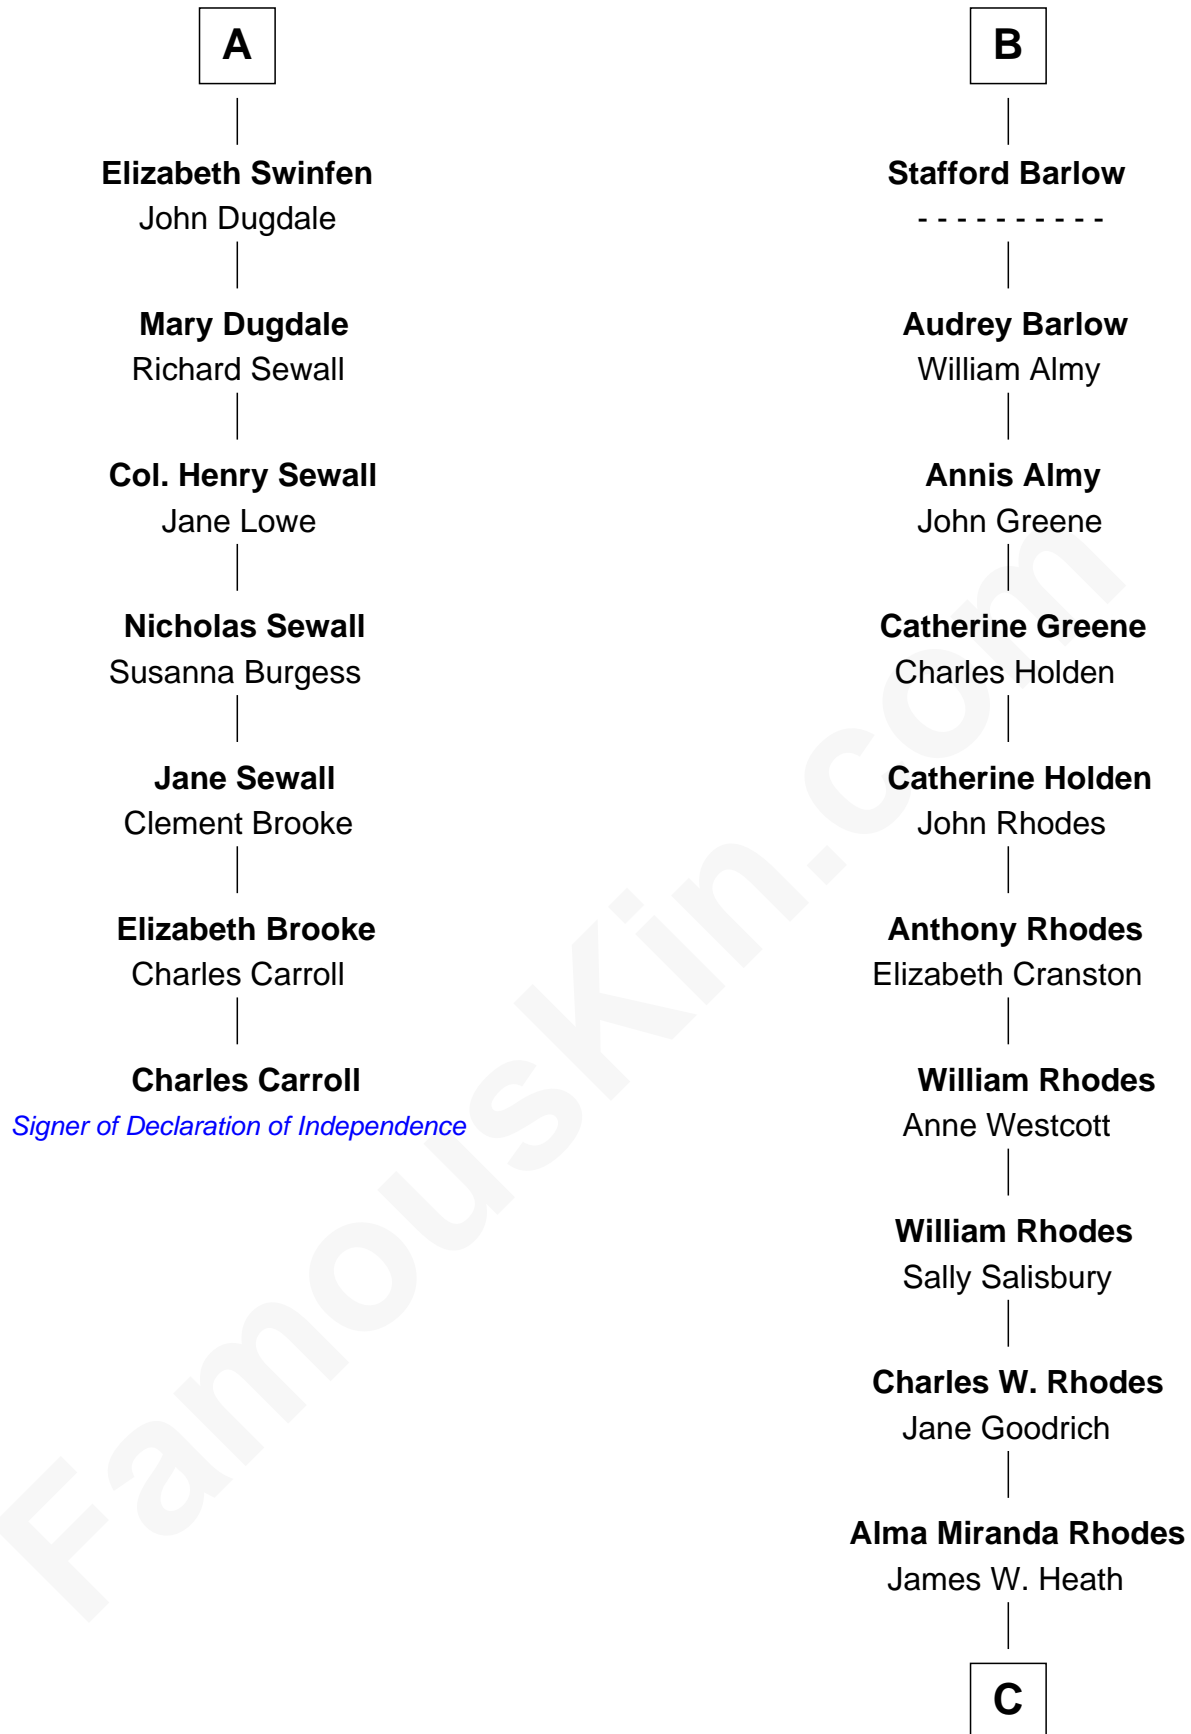 A
Elizabeth Swinfen
John Dugdale
Mary Dugdale
Richard Sewall
Col. Henry Sewall
Jane Lowe
Nicholas Sewall
Susanna Burgess
Jane Sewall
Clement Brooke
Elizabeth Brooke
Charles Carroll
Charles Carroll
Signer of Declaration of Independence
B
Stafford Barlow
- - - - - - - - - -
Audrey Barlow
William Almy
Annis Almy
John Greene
Catherine Greene
Charles Holden
Catherine Holden
John Rhodes
Anthony Rhodes
Elizabeth Cranston
William Rhodes
Anne Westcott
William Rhodes
Sally Salisbury
Charles W. Rhodes
Jane Goodrich
Alma Miranda Rhodes
James W. Heath
C
FamousKin.com